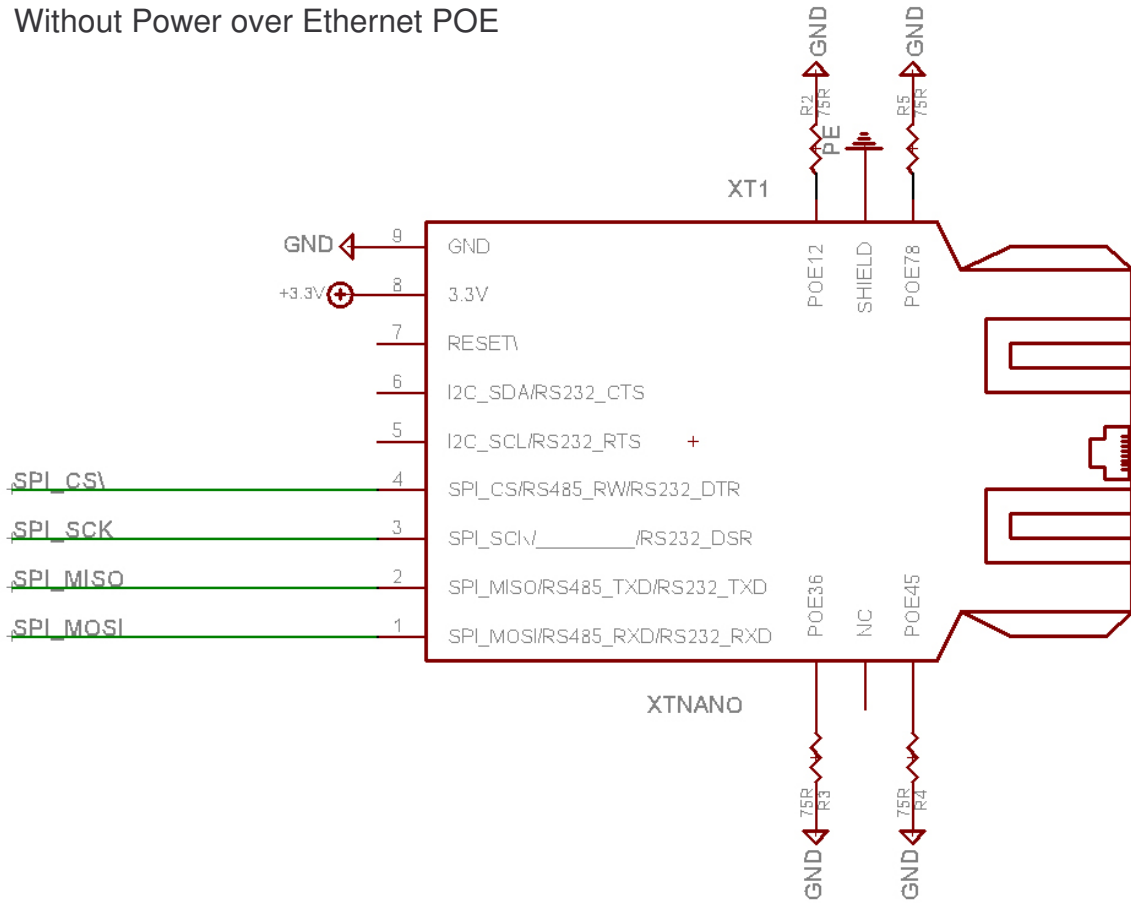 Without Power over Ethernet POE
GND
GND
R2
75R
R5
75R
PE
XT1
GND
9
GND
POE12
SHIELD
POE78
+3.3V
8
3.3V
7
RESET\
6
I2C_SDA/RS232_CTS
5
I2C_SCL/RS232_RTS
SPI_CS\
4
SPI_CS/RS485_RW/RS232_DTR
SPI_SCK
3
SPI_SCK/_________/RS232_DSR
SPI_MISO
2
SPI_MISO/RS485_TXD/RS232_TXD
SPI_MOSI
1
SPI_MOSI/RS485_RXD/RS232_RXD
POE36
NC
POE45
XTNANO
75R
R3
75R
R4
GND
GND